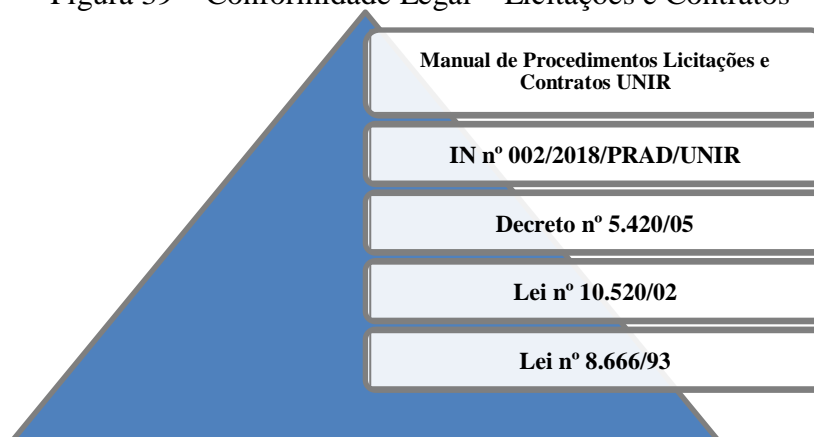 Figura 39 – Conformidade Legal – Licitações e Contratos
Manual de Procedimentos Licitações e
Contratos UNIR
IN nº 002/2018/PRAD/UNIR
Decreto nº 5.420/05
Lei nº 10.520/02
Lei nº 8.666/93